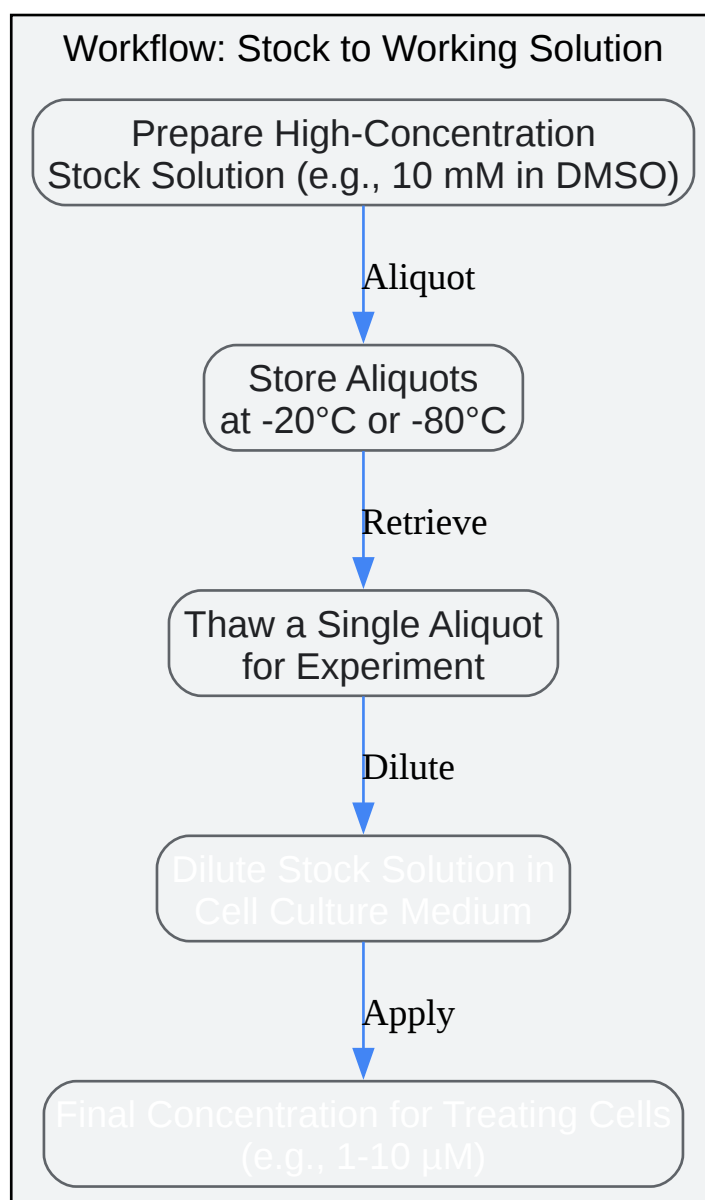 Workflow: Stock to Working Solution
Prepare High-Concentration
Stock Solution (e.g., 10 mM in DMSO)
Aliquot
Store Aliquots
at -20°C or -80°C
Retrieve
Thaw a Single Aliquot
for Experiment
Dilute
Dilute Stock Solution in
Cell Culture Medium
Apply
Final Concentration for Treating Cells
(e.g., 1-10 µM)